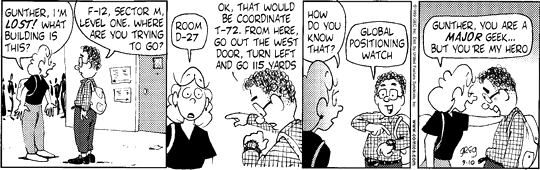 GUNTHER, I'M
LOST! WHAT
BUILDING IS
THIS?
F-12, SECTOR M,
LEVEL ONE. WHERE
ARE YOU TRYING
TO GO?
ROOM
D-27
OK, THAT WOULD
BE COORDINATE
T-72. FROM HERE,
GO OUT THE WEST
DOOR, TURN LEFT
AND GO 115 YARDS
HOW
DO YOU
KNOW
THAT?
GLOBAL
POSITIONING
WATCH
GUNTHER, YOU ARE A
MAJOR GEEK...
BUT YOU'RE MY HERO
GREG
9-10